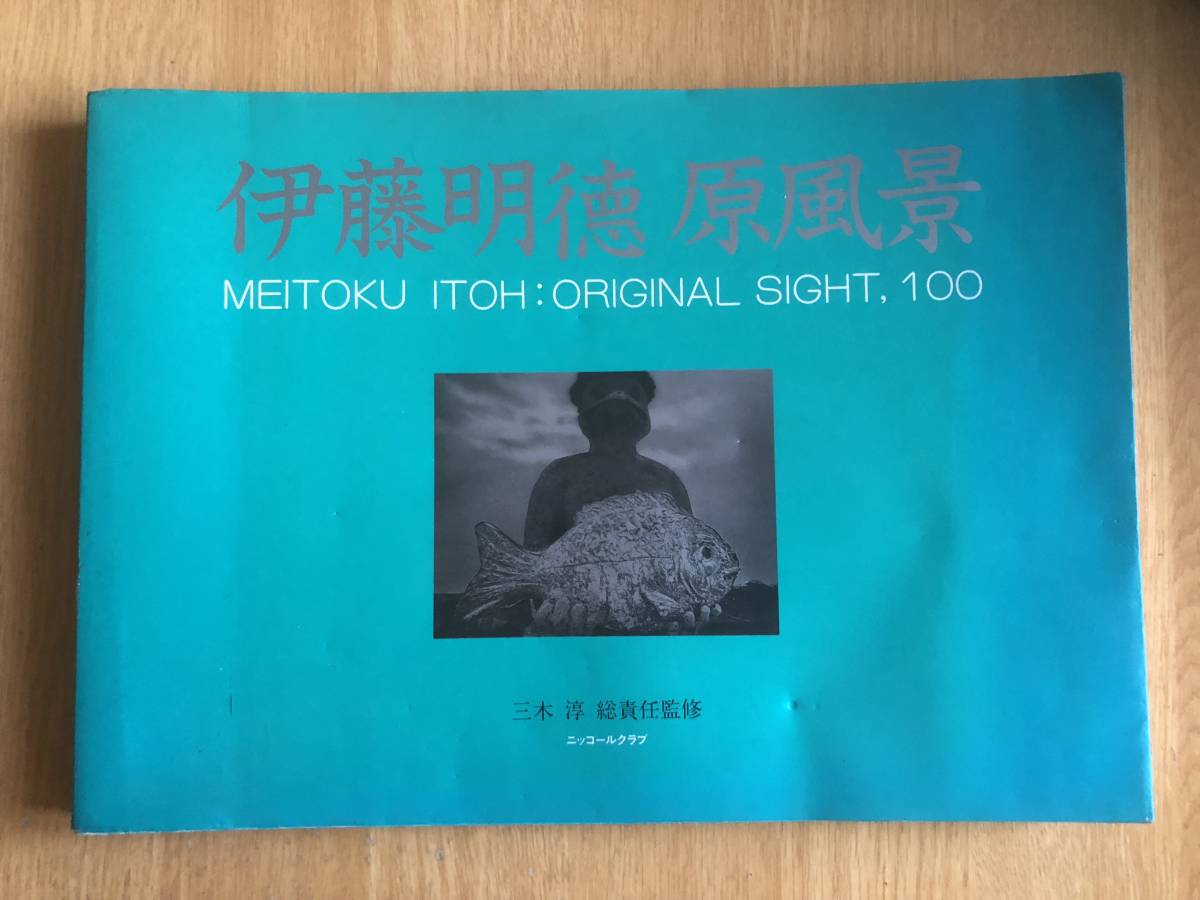 伊藤明徳 原風景
MEITOKU ITOH: ORIGINAL SIGHT, 100
三木 淳 総責任監修
ニッコールクラブ